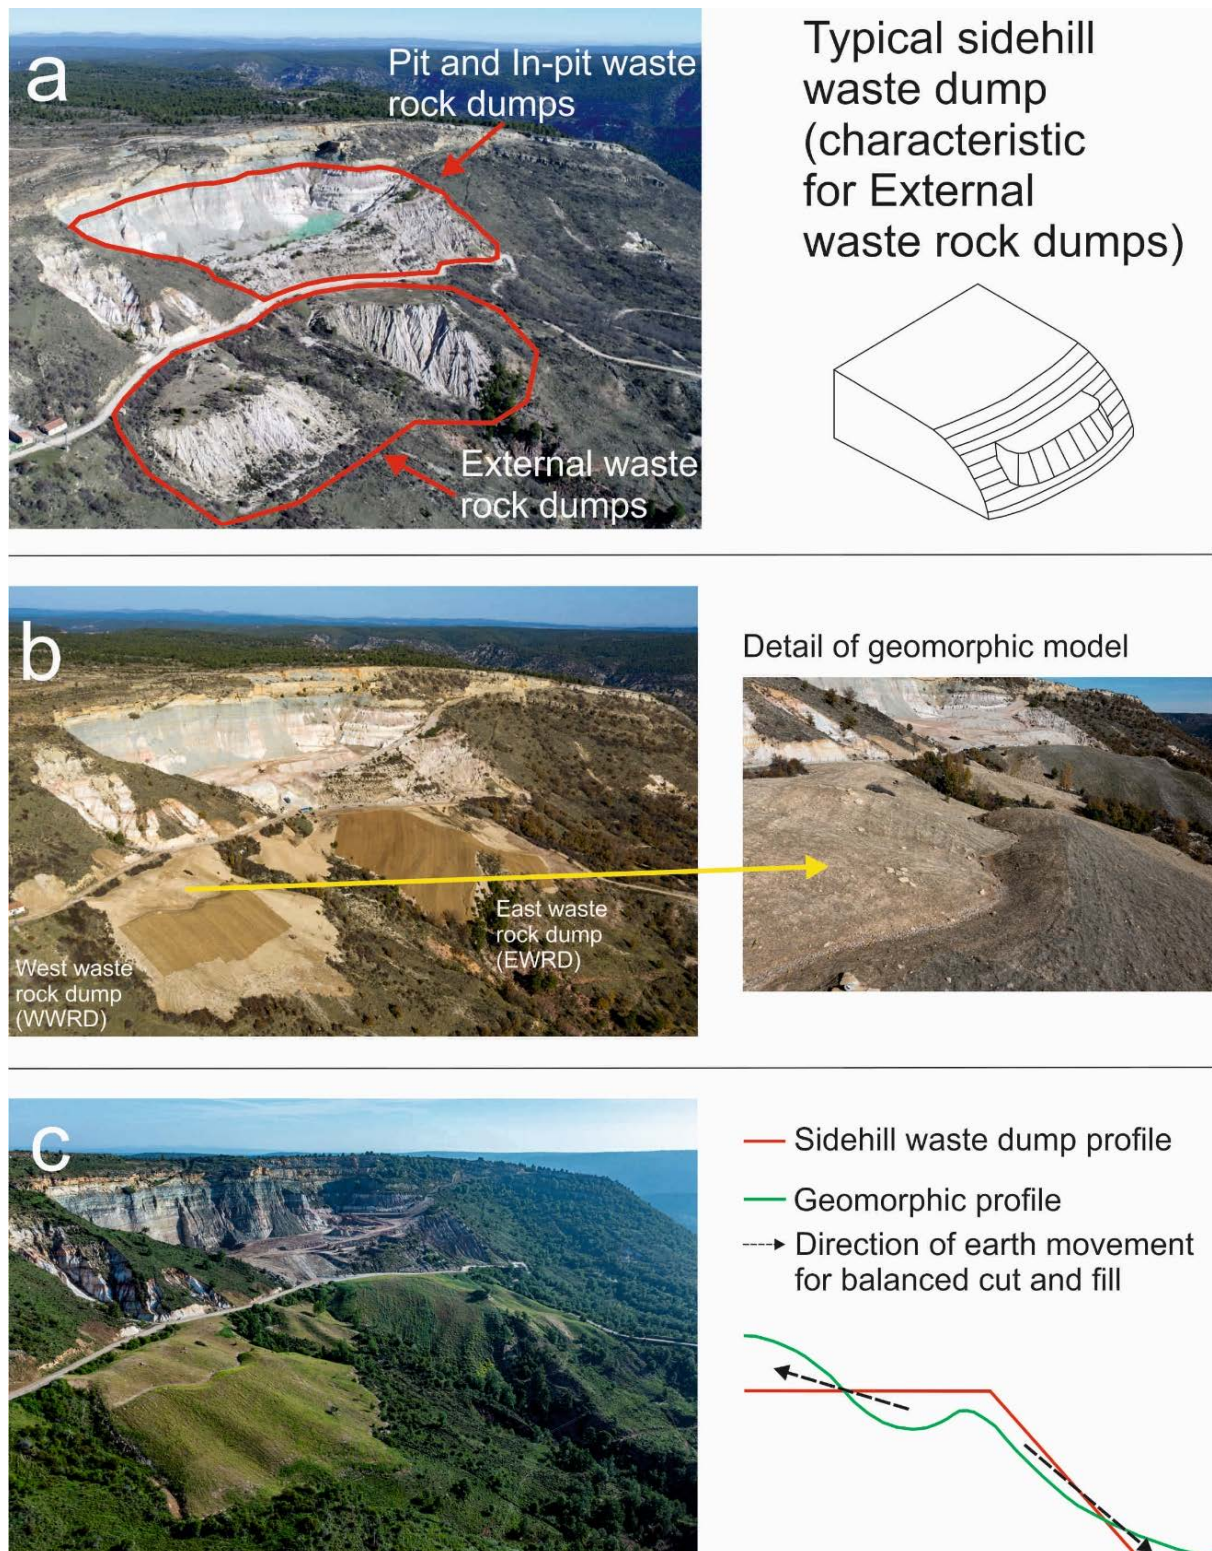 a
Pit and In-pit waste
rock dumps
External waste
rock dumps
Typical sidehill
waste dump
(characteristic
for External
waste rock dumps)
b
West waste
rock dump
(WWRD)
East waste
rock dump
(EWRD)
Detail of geomorphic model
c
Sidehill waste dump profile
Geomorphic profile
Direction of earth movement
for balanced cut and fill